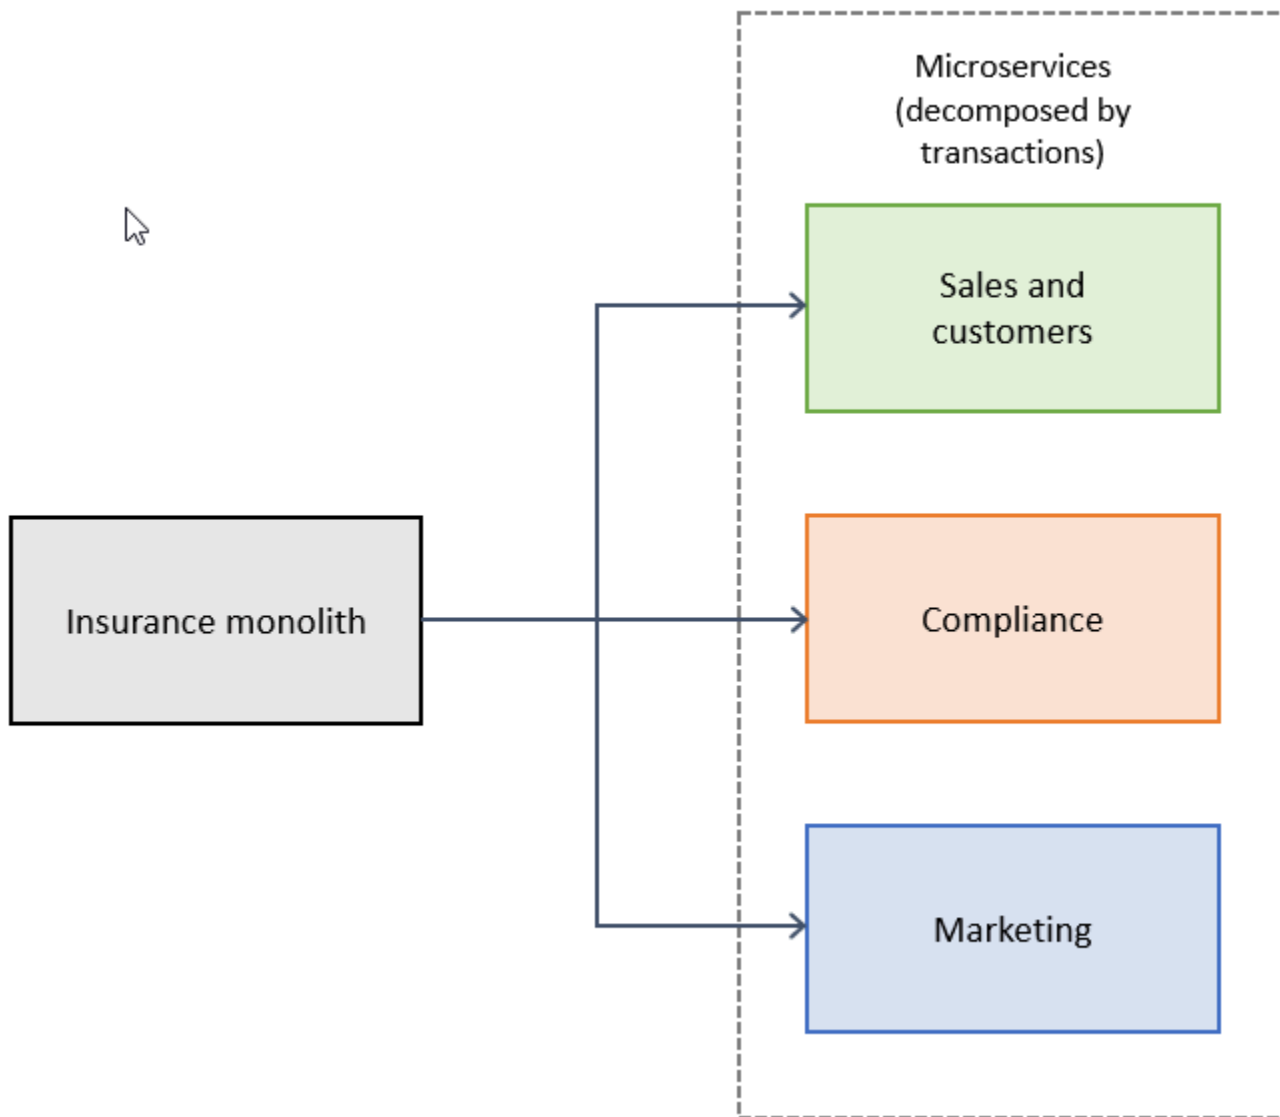 Microservices
(decomposed by
transactions)
Sales and
customers
Insurance monolith
Compliance
Marketing